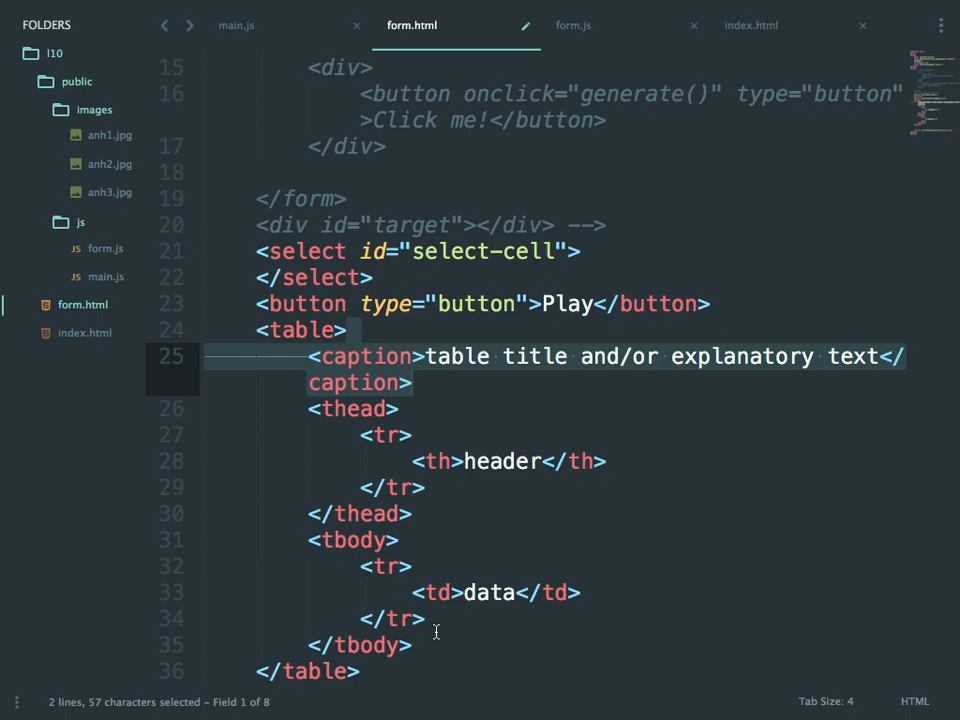 FOLDERS
l10
public
images
anh1.jpg
anh2.jpg
anh3.jpg
js
form.js
main.js
form.html
index.html
main.js × form.html form.js × index.html ×
15 <div>
16 <button onclick="generate()" type="button"
>Click me!</button>
17 </div>
18
19 </form>
20 <div id="target"></div> -->
21 <select id="select-cell">
22 </select>
23 <button type="button">Play</button>
24 <table>
25 <caption>table title and/or explanatory text</
caption>
26 <thead>
27 <tr>
28 <th>header</th>
29 </tr>
30 </thead>
31 <tbody>
32 <tr>
33 <td>data</td>
34 </tr>
35 </tbody>
36 </table>
2 lines, 57 characters selected – Field 1 of 8 Tab Size: 4 HTML